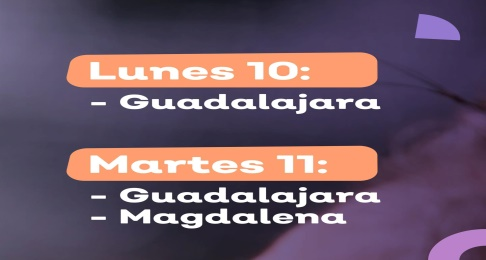 Lunes 10:
- Guadalajara
Martes 11:
- Guadalajara
- Magdalena